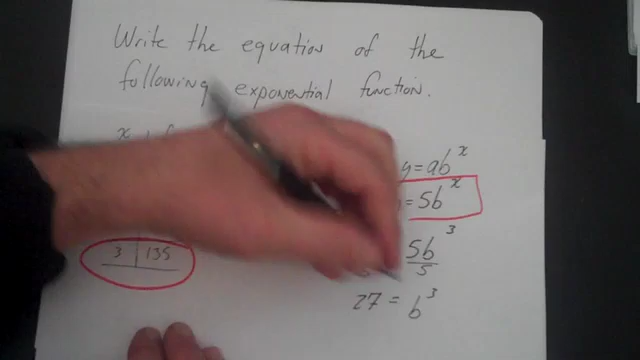 Write the equation of the
following exponential function.
x
y = ab^x
= 5b^x
3 | 135
5b^3
5
27 = b^3